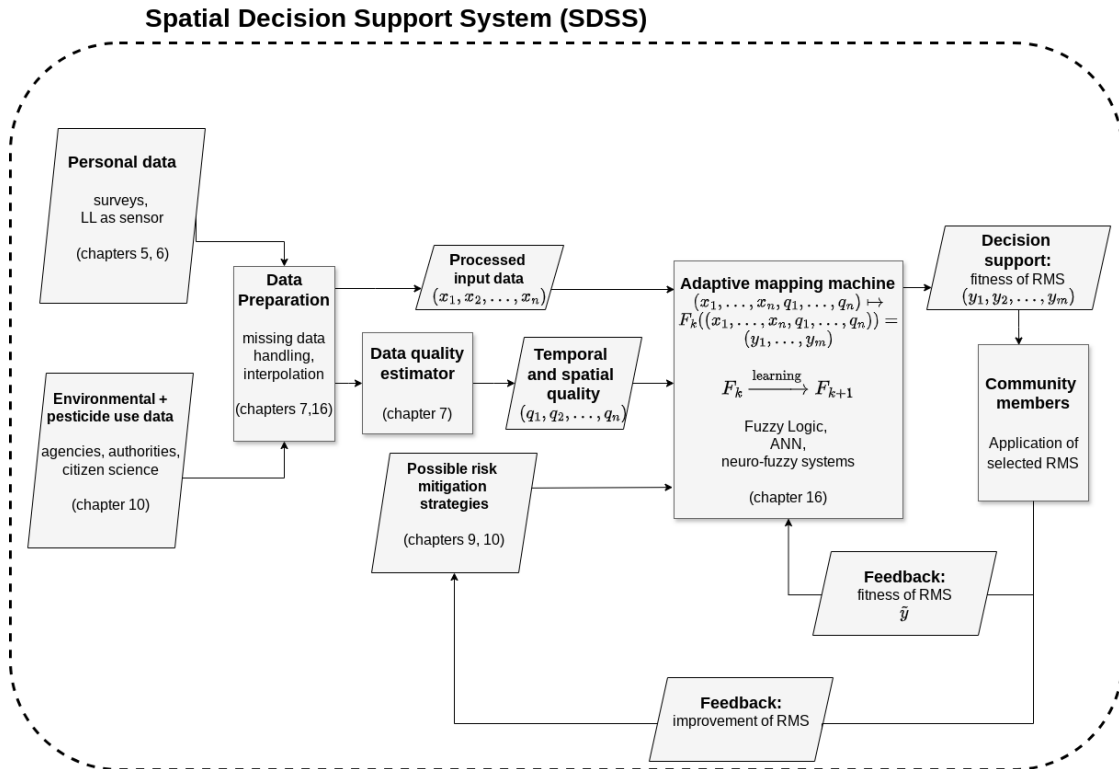 Spatial Decision Support System (SDSS)
Personal data
surveys,
LL as sensor
(chapters 5, 6)
Environmental +
pesticide use data
agencies, authorities,
citizen science
(chapter 10)
Data
Preparation
missing data
handling,
interpolation
(chapters 7,16)
Processed
input data
(x₁, x₂, . . . , xₙ)
Data quality
estimator
(chapter 7)
Temporal
and spatial
quality
(q₁, q₂, . . . , qₙ)
Possible risk
mitigation
strategies
(chapters 9, 10)
Adaptive mapping machine
(x₁, . . . , xₙ, q₁, . . . , qₙ) ↦
Fₖ((x₁, . . . , xₙ, q₁, . . . , qₙ)) =
(y₁, . . . , yₘ)
learning
Fₖ ⟶ Fₖ₊₁
Fuzzy Logic,
ANN,
neuro-fuzzy systems
(chapter 16)
Decision
support:
fitness of RMS
(y₁, y₂, . . . , yₘ)
Community
members
Application of
selected RMS
Feedback:
fitness of RMS
ỹ
Feedback:
improvement of RMS